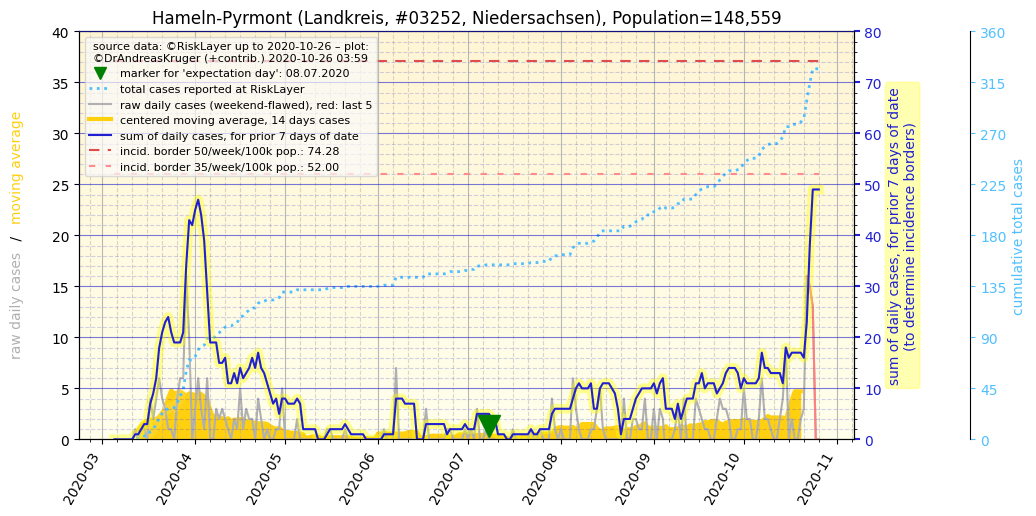 Hameln-Pyrmont (Landkreis, #03252, Niedersachsen), Population=148,559
source data: ©RiskLayer up to 2020-10-26 – plot:
©DrAndreasKruger (+contrib.) 2020-10-26 03:59
marker for 'expectation day': 08.07.2020
total cases reported at RiskLayer
raw daily cases (weekend-flawed), red: last 5
centered moving average, 14 days cases
sum of daily cases, for prior 7 days of date
incid. border 50/week/100k pop.: 74.28
incid. border 35/week/100k pop.: 52.00
raw daily cases / moving average
40
35
30
25
20
15
10
5
0
2020-03
2020-04
2020-05
2020-06
2020-07
2020-08
2020-09
2020-10
2020-11
80
70
60
50
40
30
20
10
0
sum of daily cases, for prior 7 days of date
(to determine incidence borders)
360
315
270
225
180
135
90
45
0
cumulative total cases